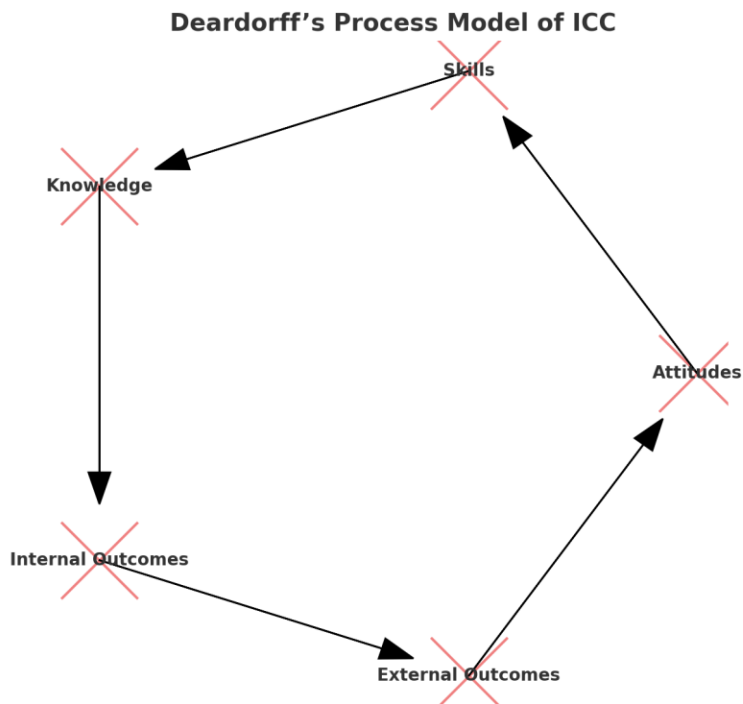 Deardorff’s Process Model of ICC
Skills
Knowledge
Attitudes
Internal Outcomes
External Outcomes